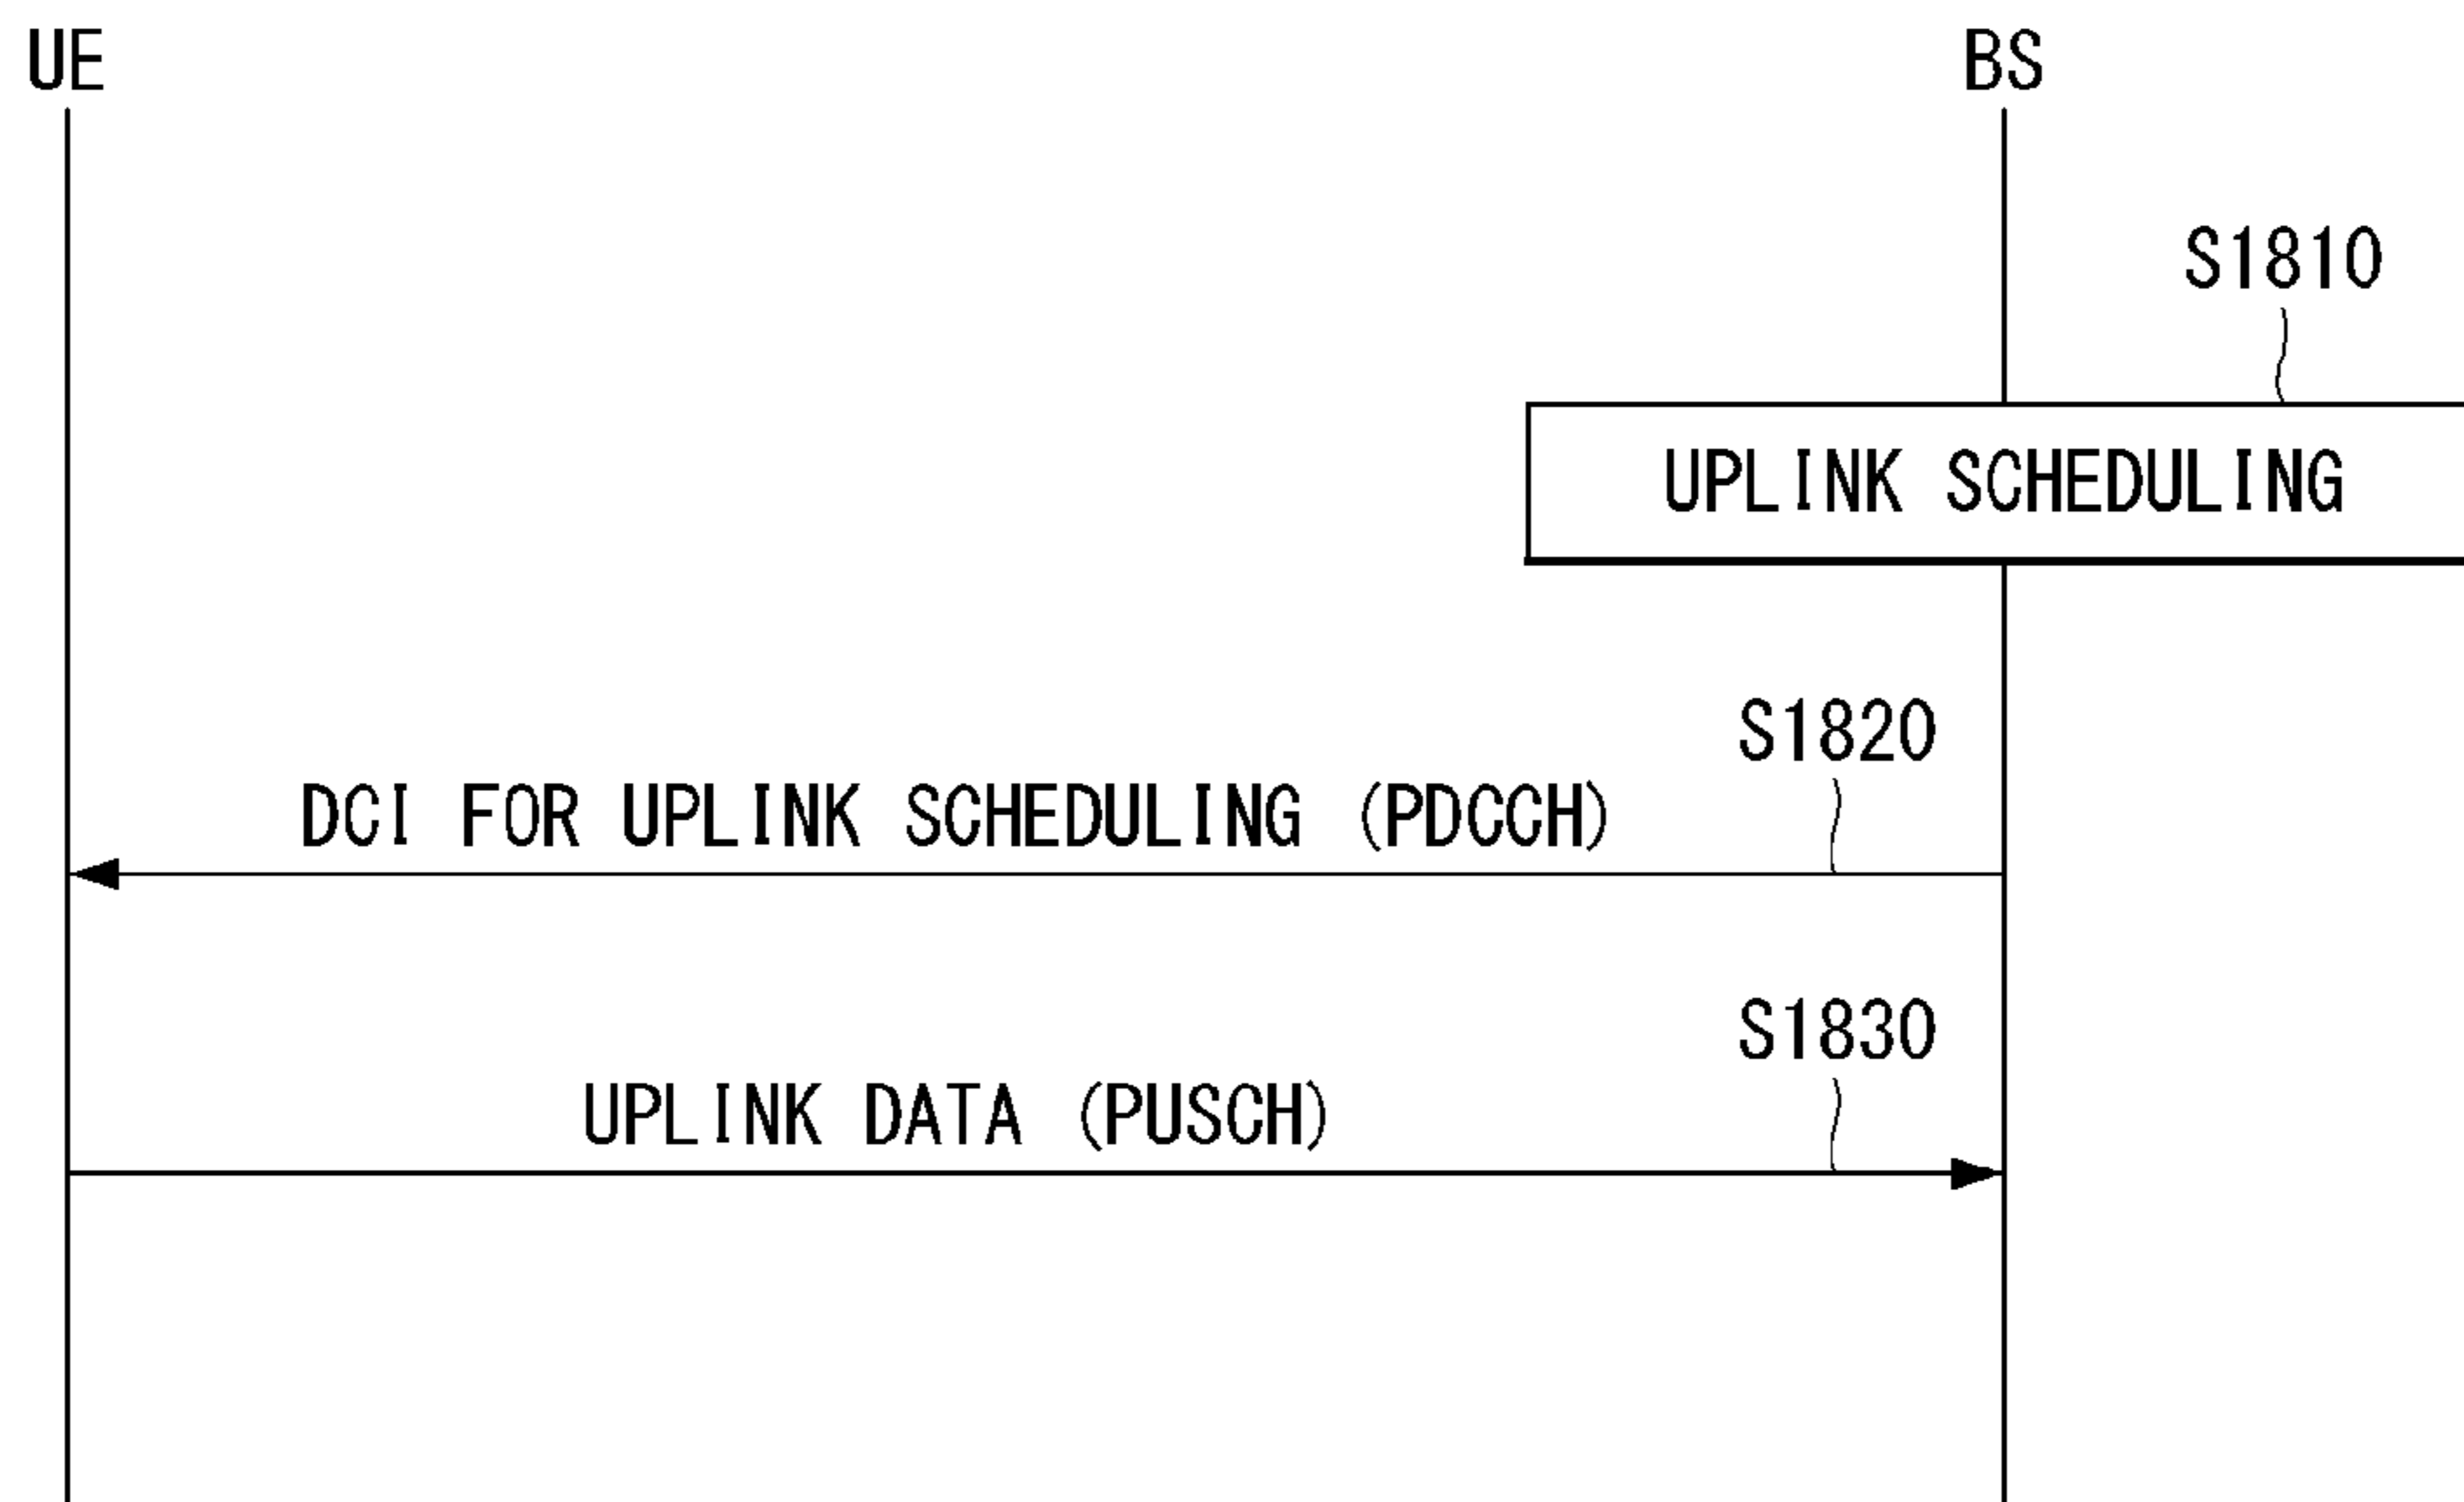 UE
BS
S1810
UPLINK SCHEDULING
S1820
DCI FOR UPLINK SCHEDULING (PDCCH)
S1830
UPLINK DATA (PUSCH)